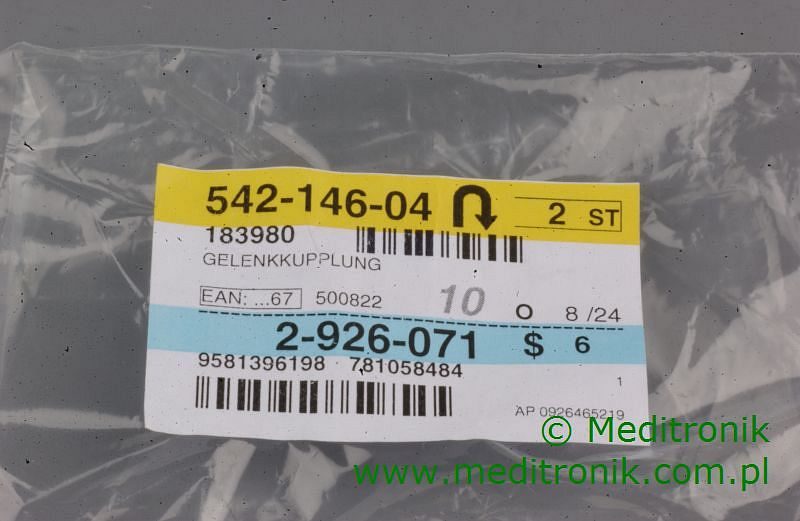 542-146-04 2 ST
183980
GELENKKUPPLUNG
EAN: ...67 500822 10 O 8 /24
2-926-071 $ 6
9581396198 781058484
1
AP 0926465219
© Meditronik
www.meditronik.com.pl